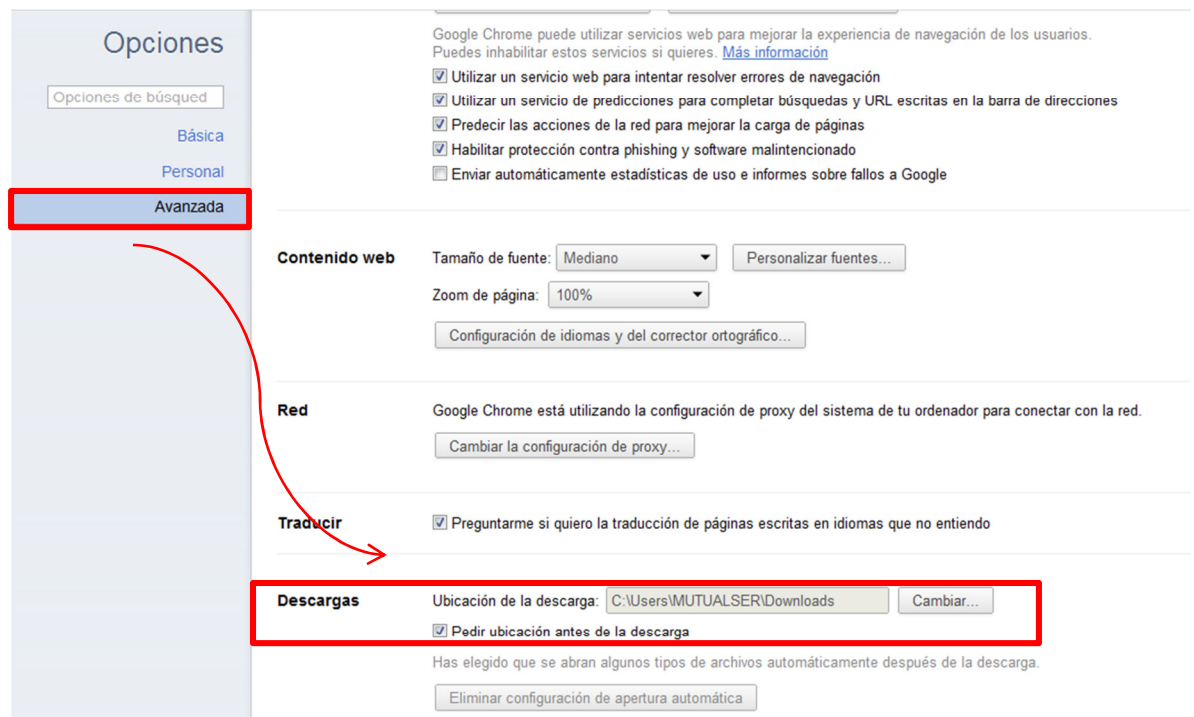 Opciones
Opciones de búsqued
Básica
Personal
Avanzada
Google Chrome puede utilizar servicios web para mejorar la experiencia de navegación de los usuarios.
Puedes inhabilitar estos servicios si quieres. Más información
Utilizar un servicio web para intentar resolver errores de navegación
Utilizar un servicio de predicciones para completar búsquedas y URL escritas en la barra de direcciones
Predecir las acciones de la red para mejorar la carga de páginas
Habilitar protección contra phishing y software malintencionado
Enviar automáticamente estadísticas de uso e informes sobre fallos a Google
Contenido web
Tamaño de fuente: Mediano Personalizar fuentes...
Zoom de página: 100%
Configuración de idiomas y del corrector ortográfico...
Red
Google Chrome está utilizando la configuración de proxy del sistema de tu ordenador para conectar con la red.
Cambiar la configuración de proxy...
Traducir
Preguntarme si quiero la traducción de páginas escritas en idiomas que no entiendo
Descargas
Ubicación de la descarga: C:\Users\MUTUALSER\Downloads Cambiar...
Pedir ubicación antes de la descarga
Has elegido que se abran algunos tipos de archivos automáticamente después de la descarga.
Eliminar configuración de apertura automática